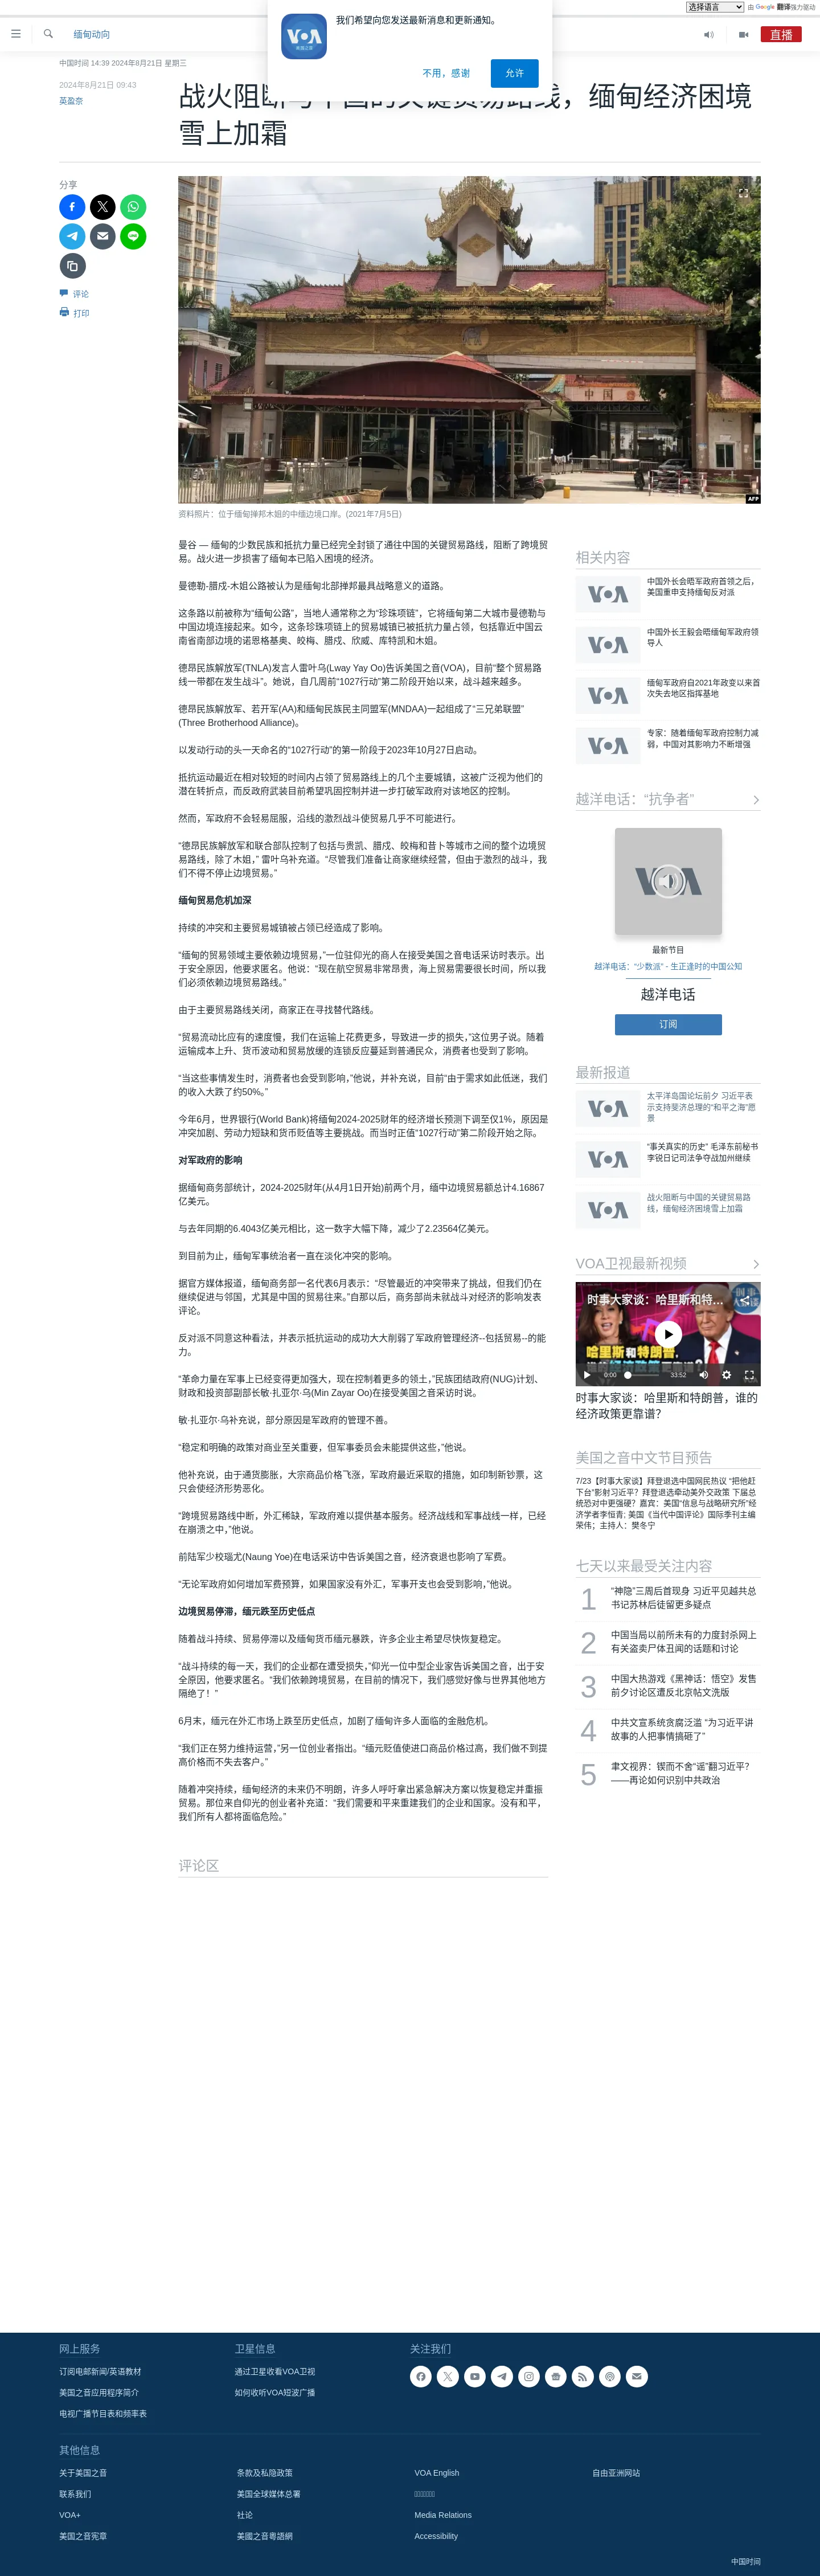 选择语言
由 Google 翻译强力驱动
我们希望向您发送最新消息和更新通知。
不用，感谢
允许
缅甸动向
直播
中国时间 14:39 2024年8月21日 星期三
2024年8月21日 09:43
英盈奈
战火阻断与中国的关键贸易路线，缅甸经济困境
雪上加霜
分享
评论
打印
AFP
资料照片：位于缅甸掸邦木姐的中缅边境口岸。(2021年7月5日)
曼谷 — 缅甸的少数民族和抵抗力量已经完全封锁了通往中国的关键贸易路线，阻断了跨境贸
易。战火进一步损害了缅甸本已陷入困境的经济。
曼德勒-腊戍-木姐公路被认为是缅甸北部掸邦最具战略意义的道路。
这条路以前被称为“缅甸公路”，当地人通常称之为“珍珠项链”，它将缅甸第二大城市曼德勒与
中国边境连接起来。如今，这条珍珠项链上的贸易城镇已被抵抗力量占领，包括靠近中国云
南省南部边境的诺恩格基奥、皎梅、腊戍、欣威、库特凯和木姐。
德昂民族解放军(TNLA)发言人雷叶乌(Lway Yay Oo)告诉美国之音(VOA)，目前“整个贸易路
线一带都在发生战斗”。她说，自几周前“1027行动”第二阶段开始以来，战斗越来越多。
德昂民族解放军、若开军(AA)和缅甸民族民主同盟军(MNDAA)一起组成了“三兄弟联盟”
(Three Brotherhood Alliance)。
以发动行动的头一天命名的“1027行动”的第一阶段于2023年10月27日启动。
抵抗运动最近在相对较短的时间内占领了贸易路线上的几个主要城镇，这被广泛视为他们的
潜在转折点，而反政府武装目前希望巩固控制并进一步打破军政府对该地区的控制。
然而，军政府不会轻易屈服，沿线的激烈战斗使贸易几乎不可能进行。
“德昂民族解放军和联合部队控制了包括与贵凯、腊戍、皎梅和昔卜等城市之间的整个边境贸
易路线，除了木姐，” 雷叶乌补充道。“尽管我们准备让商家继续经营，但由于激烈的战斗，我
们不得不停止边境贸易。”
缅甸贸易危机加深
持续的冲突和主要贸易城镇被占领已经造成了影响。
“缅甸的贸易领域主要依赖边境贸易，”一位驻仰光的商人在接受美国之音电话采访时表示。出
于安全原因，他要求匿名。他说：“现在航空贸易非常昂贵，海上贸易需要很长时间，所以我
们必须依赖边境贸易路线。”
由于主要贸易路线关闭，商家正在寻找替代路线。
“贸易流动比应有的速度慢，我们在运输上花费更多，导致进一步的损失，”这位男子说。随着
运输成本上升、货币波动和贸易放缓的连锁反应蔓延到普通民众，消费者也受到了影响。
“当这些事情发生时，消费者也会受到影响，”他说，并补充说，目前“由于需求如此低迷，我们
的收入大跌了约50%。”
今年6月，世界银行(World Bank)将缅甸2024-2025财年的经济增长预测下调至仅1%，原因是
冲突加剧、劳动力短缺和货币贬值等主要挑战。而当时正值“1027行动”第二阶段开始之际。
对军政府的影响
据缅甸商务部统计，2024-2025财年(从4月1日开始)前两个月，缅中边境贸易额总计4.16867
亿美元。
与去年同期的6.4043亿美元相比，这一数字大幅下降，减少了2.23564亿美元。
到目前为止，缅甸军事统治者一直在淡化冲突的影响。
据官方媒体报道，缅甸商务部一名代表6月表示：“尽管最近的冲突带来了挑战，但我们仍在
继续促进与邻国，尤其是中国的贸易往来。”自那以后，商务部尚未就战斗对经济的影响发表
评论。
反对派不同意这种看法，并表示抵抗运动的成功大大削弱了军政府管理经济--包括贸易--的能
力。
“革命力量在军事上已经变得更加强大，现在控制着更多的领土，”民族团结政府(NUG)计划、
财政和投资部副部长敏·扎亚尔·乌(Min Zayar Oo)在接受美国之音采访时说。
敏·扎亚尔·乌补充说，部分原因是军政府的管理不善。
“稳定和明确的政策对商业至关重要，但军事委员会未能提供这些，”他说。
他补充说，由于通货膨胀，大宗商品价格飞涨，军政府最近采取的措施，如印制新钞票，这
只会使经济形势恶化。
“跨境贸易路线中断，外汇稀缺，军政府难以提供基本服务。经济战线和军事战线一样，已经
在崩溃之中，”他说。
前陆军少校瑙尤(Naung Yoe)在电话采访中告诉美国之音，经济衰退也影响了军费。
“无论军政府如何增加军费预算，如果国家没有外汇，军事开支也会受到影响，”他说。
边境贸易停滞，缅元跌至历史低点
随着战斗持续、贸易停滞以及缅甸货币缅元暴跌，许多企业主希望尽快恢复稳定。
“战斗持续的每一天，我们的企业都在遭受损失，”仰光一位中型企业家告诉美国之音，出于安
全原因，他要求匿名。“我们依赖跨境贸易，在目前的情况下，我们感觉好像与世界其他地方
隔绝了！”
6月末，缅元在外汇市场上跌至历史低点，加剧了缅甸许多人面临的金融危机。
“我们正在努力维持运营，”另一位创业者指出。“缅元贬值使进口商品价格过高，我们做不到提
高价格而不失去客户。”
随着冲突持续，缅甸经济的未来仍不明朗，许多人呼吁拿出紧急解决方案以恢复稳定并重振
贸易。那位来自仰光的创业者补充道：“我们需要和平来重建我们的企业和国家。没有和平，
我们所有人都将面临危险。”
评论区
相关内容
VOA
中国外长会晤军政府首领之后，
美国重申支持缅甸反对派
VOA
中国外长王毅会晤缅甸军政府领
导人
VOA
缅甸军政府自2021年政变以来首
次失去地区指挥基地
VOA
专家：随着缅甸军政府控制力减
弱，中国对其影响力不断增强
越洋电话：“抗争者”
VOA
最新节目
越洋电话：“少数派” - 生正逢时的中国公知
越洋电话
订阅
最新报道
VOA
太平洋岛国论坛前夕 习近平表
示支持斐济总理的“和平之海”愿
景
VOA
“事关真实的历史” 毛泽东前秘书
李锐日记司法争夺战加州继续
VOA
战火阻断与中国的关键贸易路
线，缅甸经济困境雪上加霜
VOA卫视最新视频
时事大家谈：哈里斯和特…
哈里斯和特朗普，
0:00
33:52
时事大家谈：哈里斯和特朗普，谁的
经济政策更靠谱？
美国之音中文节目预告
7/23【时事大家谈】拜登退选中国网民热议 “把他赶
下台”影射习近平？拜登退选牵动美外交政策 下届总
统恐对中更强硬？嘉宾：美国“信息与战略研究所”经
济学者李恒青; 美国《当代中国评论》国际季刊主编
荣伟；主持人：樊冬宁
七天以来最受关注内容
1
“神隐”三周后首现身 习近平见越共总
书记苏林后徒留更多疑点
2
中国当局以前所未有的力度封杀网上
有关盗卖尸体丑闻的话题和讨论
3
中国大热游戏《黑神话：悟空》发售
前夕讨论区遭反北京帖文洗版
4
中共文宣系统贪腐泛滥 “为习近平讲
故事的人把事情搞砸了”
5
聿文视界：锲而不舍“谣”翻习近平？
——再论如何识别中共政治
网上服务
订阅电邮新闻/英语教材
美国之音应用程序简介
电视广播节目表和频率表
卫星信息
通过卫星收看VOA卫视
如何收听VOA短波广播
关注我们
其他信息
关于美国之音
联系我们
VOA+
美国之音宪章
条款及私隐政策
美国全球媒体总署
社论
美國之音粵語網
VOA English
Media Relations
Accessibility
自由亚洲网站
中国时间